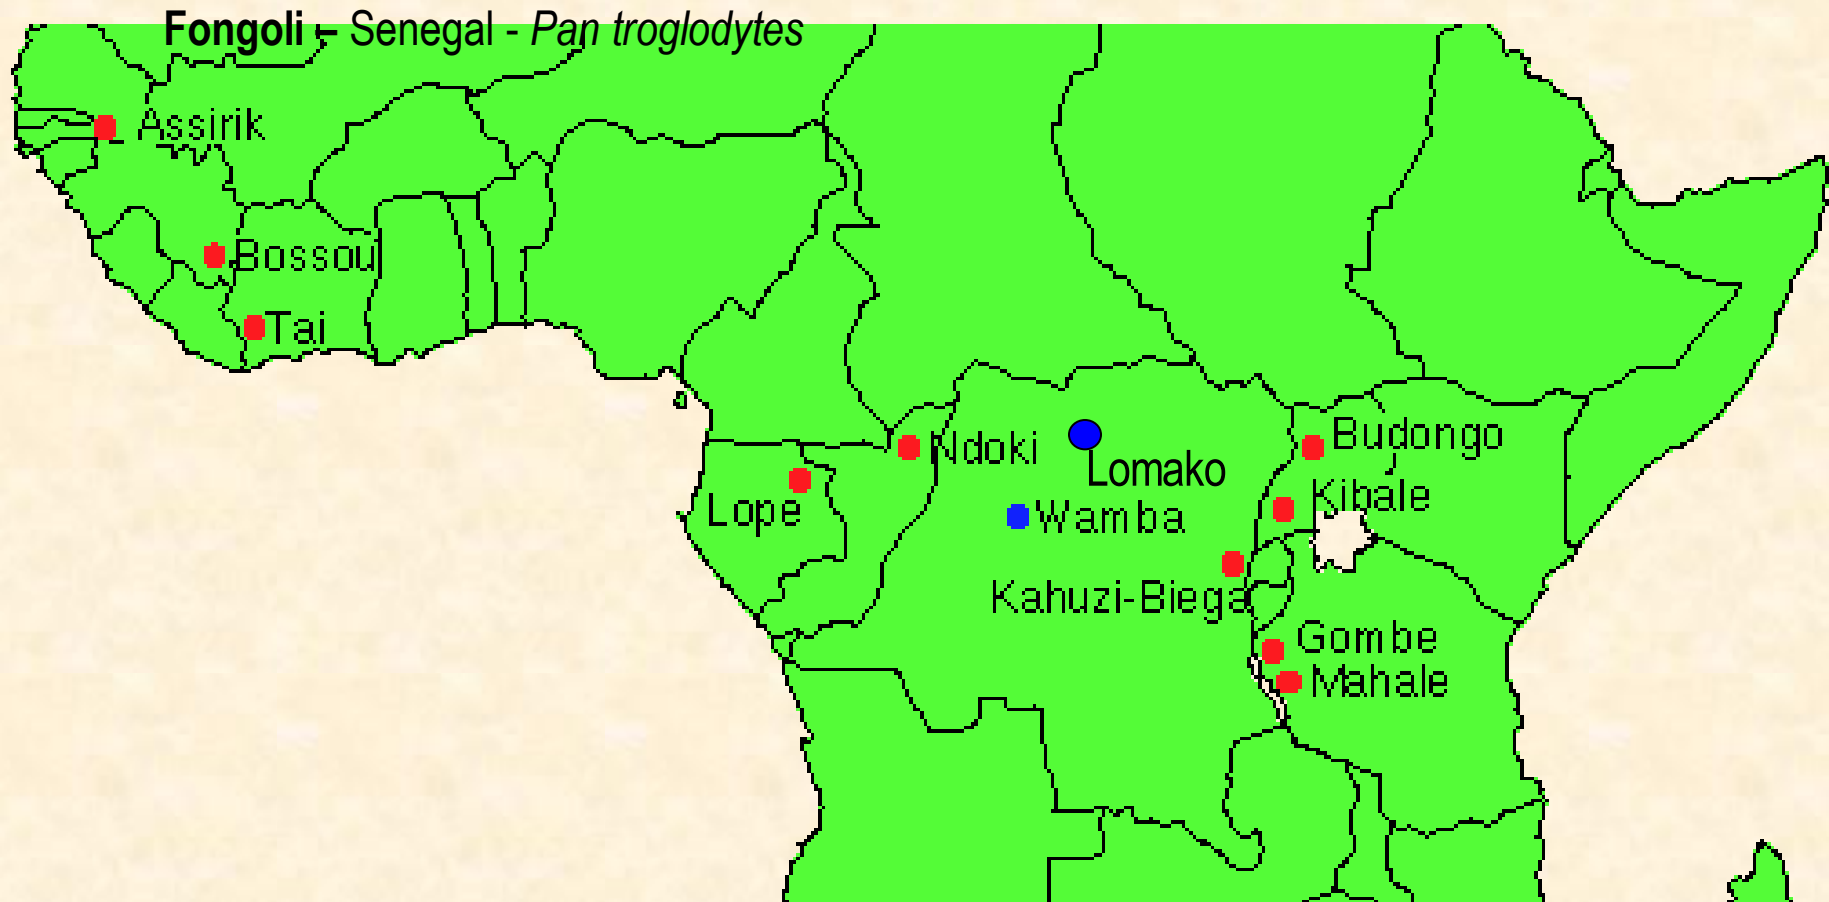 Fongoli – Senegal - Pan troglodytes
Assirik
Bossou
Tai
Ndoki
Lope
Lomako
Wamba
Budongo
Kibale
Kahuzi-Biega
Gombe
Mahale